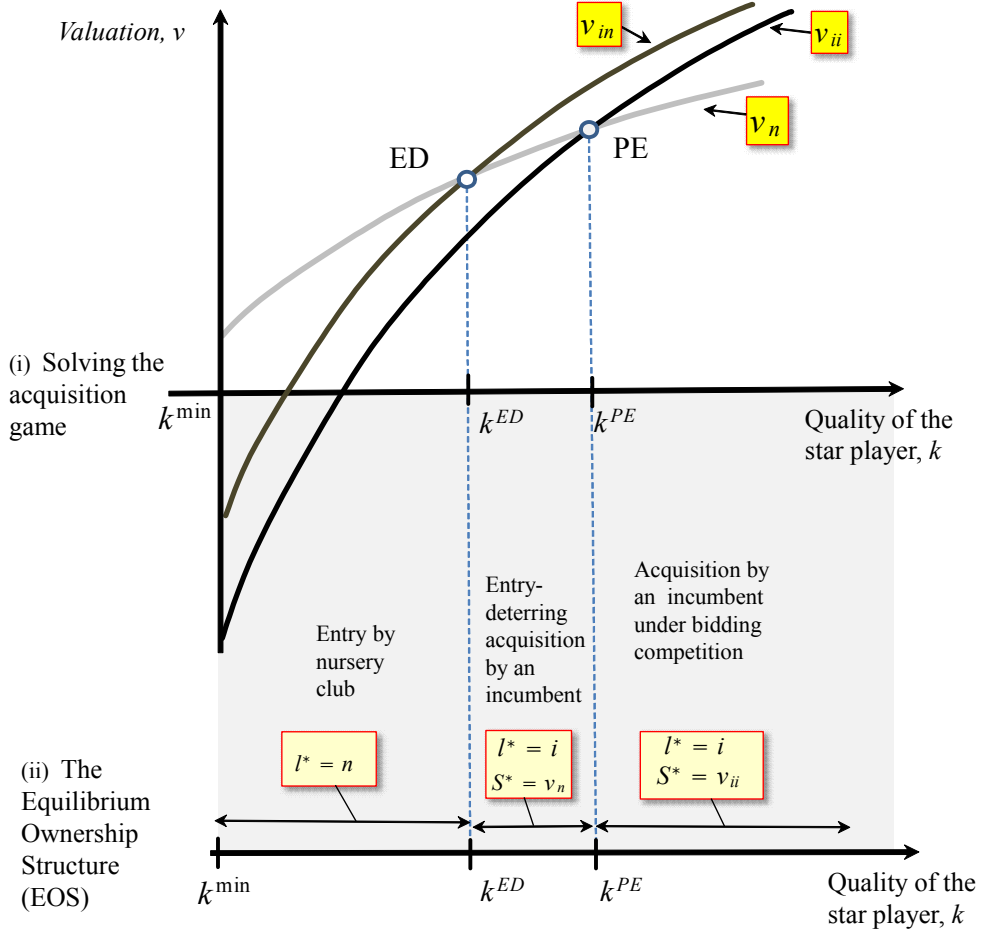 Valuation, v
v_in
v_ii
v_n
ED
PE
(i) Solving the
acquisition
game
k^min
k^ED
k^PE
Quality of the
star player, k
Entry by
nursery
club
Entry-
deterring
acquisition
by an
incumbent
Acquisition by
an incumbent
under bidding
competition
l* = n
l* = i
S* = v_n
l* = i
S* = v_ii
(ii) The
Equilibrium
Ownership
Structure
(EOS)
k^min
k^ED
k^PE
Quality of the
star player, k